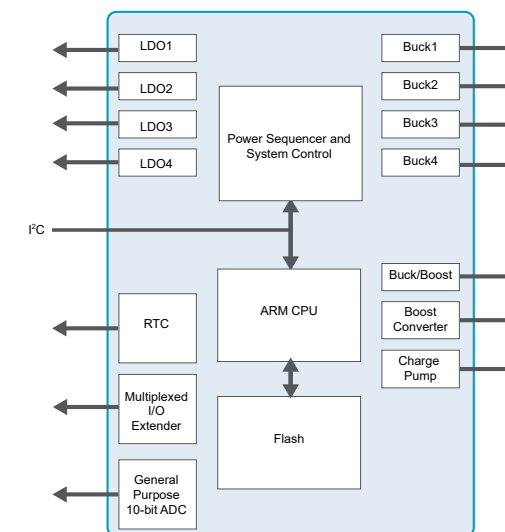 LDO1
LDO2
LDO3
LDO4
I²C
RTC
Multiplexed
I/O
Extender
General
Purpose
10-bit ADC
Power Sequencer and
System Control
ARM CPU
Flash
Buck1
Buck2
Buck3
Buck4
Buck/Boost
Boost
Converter
Charge
Pump